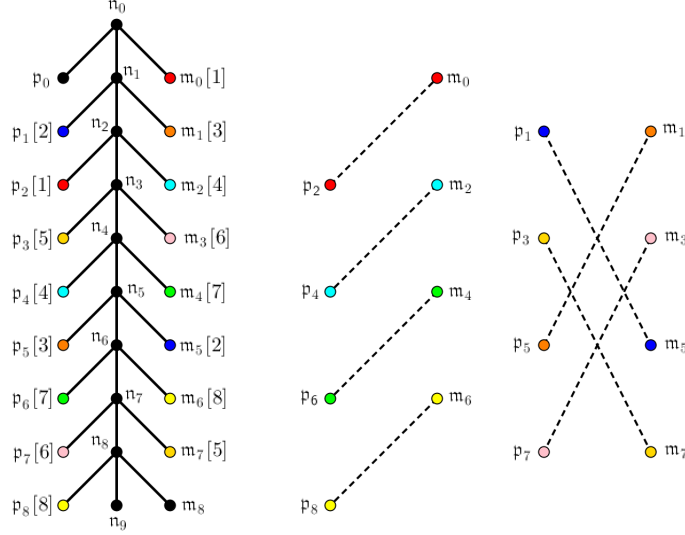 𝔫₀
𝔭₀ 𝔫₁ 𝔪₀[1] 𝔪₀
𝔭₁[2] 𝔫₂ 𝔪₁[3] 𝔭₁ 𝔪₁
𝔭₂[1] 𝔫₃ 𝔪₂[4] 𝔭₂ 𝔪₂
𝔭₃[5] 𝔫₄ 𝔪₃[6] 𝔭₃ 𝔪₃
𝔭₄[4] 𝔫₅ 𝔪₄[7] 𝔭₄ 𝔪₄
𝔭₅[3] 𝔫₆ 𝔪₅[2] 𝔭₅ 𝔪₅
𝔭₆[7] 𝔫₇ 𝔪₆[8] 𝔭₆ 𝔪₆
𝔭₇[6] 𝔫₈ 𝔪₇[5] 𝔭₇ 𝔪₇
𝔭₈[8] 𝔫₉ 𝔪₈ 𝔭₈